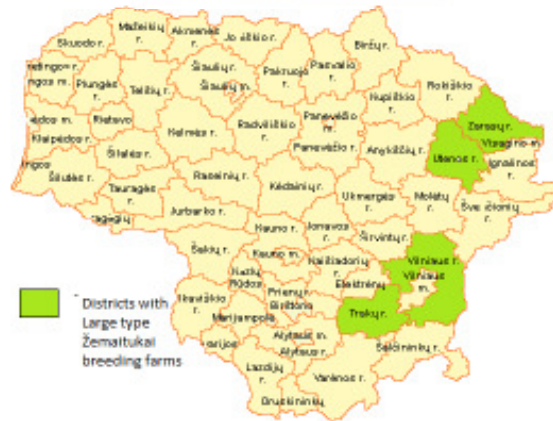 Skuodo r.
Mažeikių
r.
Akmenės
r.
Joniškio r.
Biržų r.
Plungės
r.
Telšių r.
Šiaulių r.
Šiaulių m.
Pakruojo
r.
Pasvalio
r.
Kupiškio
r.
Rokiškio
r.
Zarasų r.
Visagino m.
Utenos r.
Ignalinos
r.
Klaipėdos r.
Rietavo
Kelmės r.
Radviliškio
r.
Panevėžio
m.
Panevėžio r.
Anykščių r.
Šilutės r.
Šilalės r.
Tauragės
r.
Raseinių r.
Kėdainių r.
Ukmergės
r.
Molėtų
r.
Jurbarko r.
Kauno r.
Kauno m.
Jonavos
r.
Širvintų r.
Šakių r.
Kazlų
Rūdos
Prienų r.
Birštono
Kaišiadorių
r.
Elektrėnų
Vilniaus r.
Vilniaus
m.
Trakų r.
Marijampolė
Alytaus m.
Alytaus r.
Šalčininkų r.
Lazdijų
r.
Varėnos r.
Druskininkų
Districts with
Large type
Žemaitukai
breeding farms